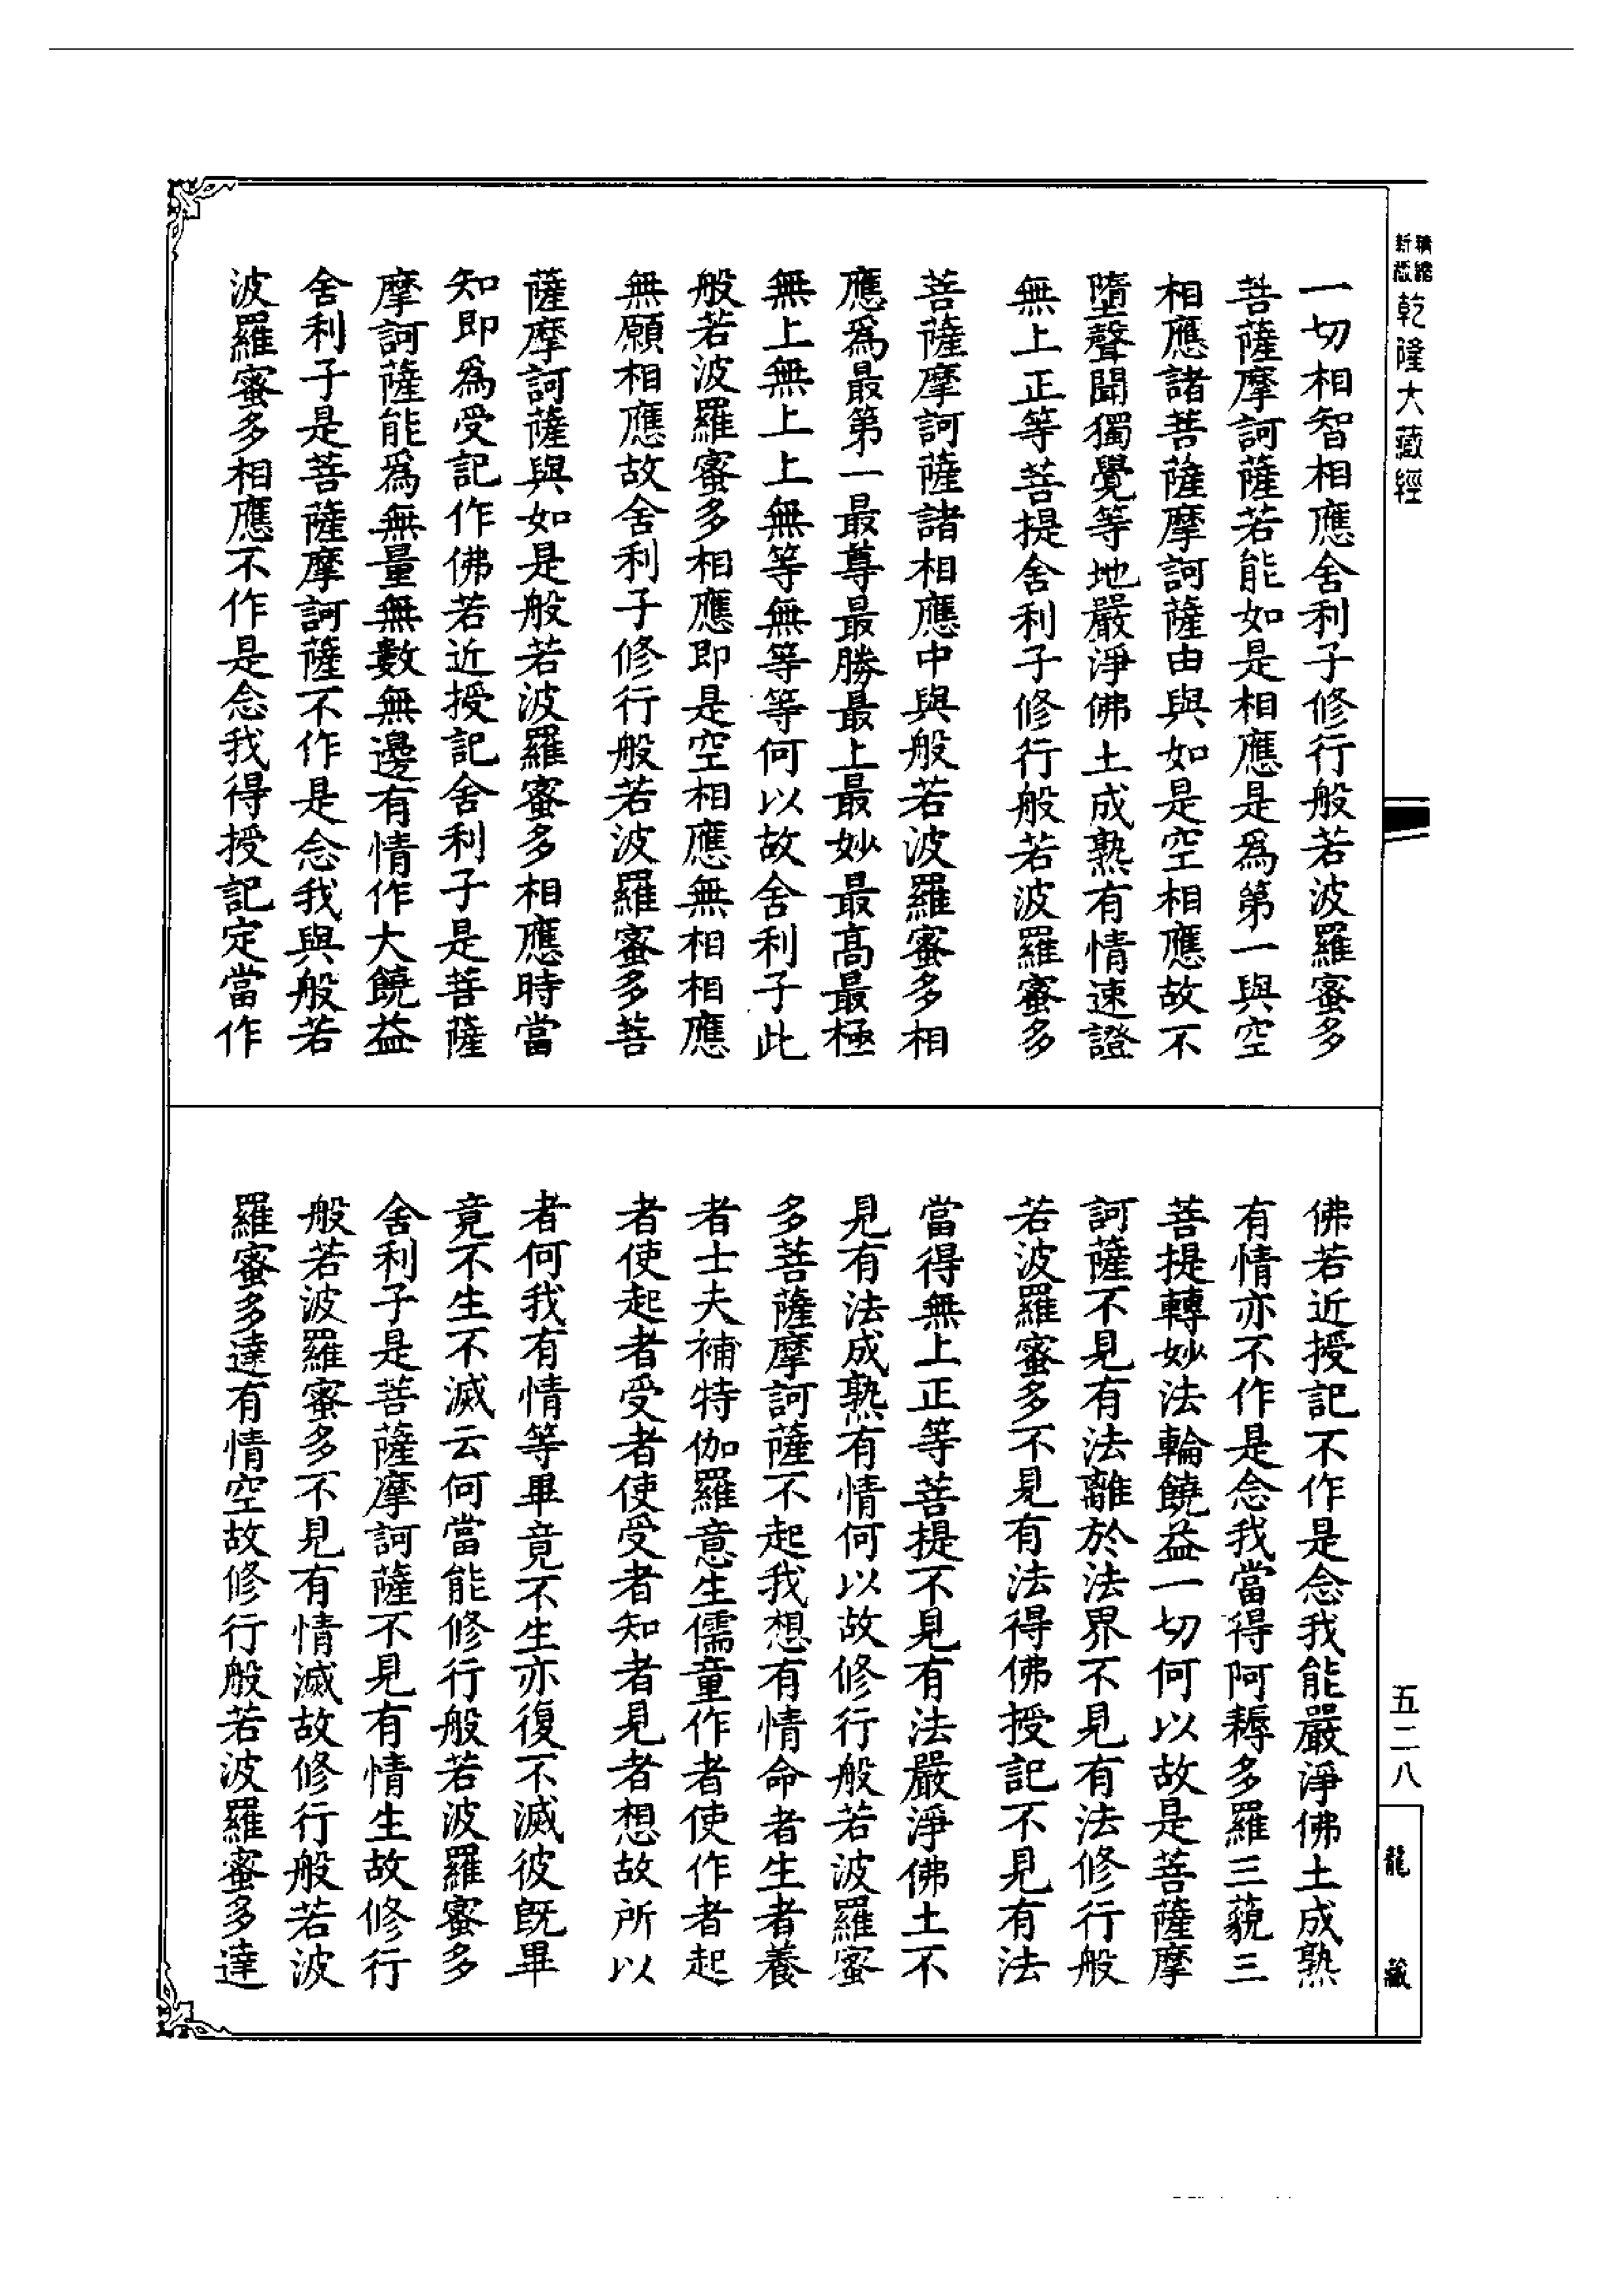 新編縮版乾隆大藏經
一切相智相應舍利子修行般若波羅蜜多
菩薩摩訶薩若能如是相應是爲第一與空
相應諸菩薩摩訶薩由與如是空相應故不
墮聲聞獨覺等地嚴淨佛土成熟有情速證
無上正等菩提舍利子修行般若波羅蜜多
菩薩摩訶薩諸相應中與般若波羅蜜多相
應爲最第一最尊最勝最上最妙最高最極
無上無上上無等無等等何以故舍利子此
般若波羅蜜多相應即是空相應無相相應
無願相應故舍利子修行般若波羅蜜多菩
薩摩訶薩與如是般若波羅蜜多相應時當
知即爲受記作佛若近授記舍利子是菩薩
摩訶薩能爲無量無數無邊有情作大饒益
舍利子是菩薩摩訶薩不作是念我與般若
波羅蜜多相應不作是念我得授記定當作
佛若近授記不作是念我能嚴淨佛土成熟
有情亦不作是念我當得阿耨多羅三藐三
菩提轉妙法輪饒益一切何以故是菩薩摩
訶薩不見有法離於法界不見有法修行般
若波羅蜜多不見有法得佛授記不見有法
當得無上正等菩提不見有法嚴淨佛土不
見有法成熟有情何以故修行般若波羅蜜
多菩薩摩訶薩不起我想有情命者生者養
者士夫補特伽羅意生儒童作者使作者起
者使起者受者使受者知者見者想故所以
者何我有情等畢竟不生亦復不滅彼既畢
竟不生不滅云何當能修行般若波羅蜜多
舍利子是菩薩摩訶薩不見有情生故修行
般若波羅蜜多不見有情滅故修行般若波
羅蜜多達有情空故修行般若波羅蜜多達
五二八
龍藏